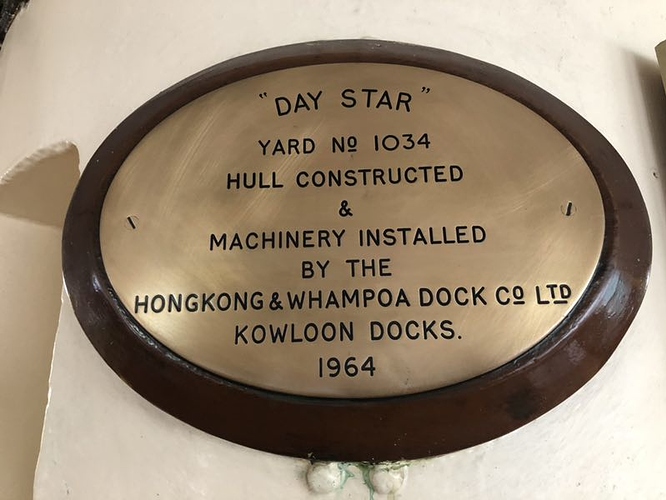 "DAY STAR"
YARD Nº 1034
HULL CONSTRUCTED
&
MACHINERY INSTALLED
BY THE
HONGKONG & WHAMPOA DOCK Cº LTD
KOWLOON DOCKS.
1964